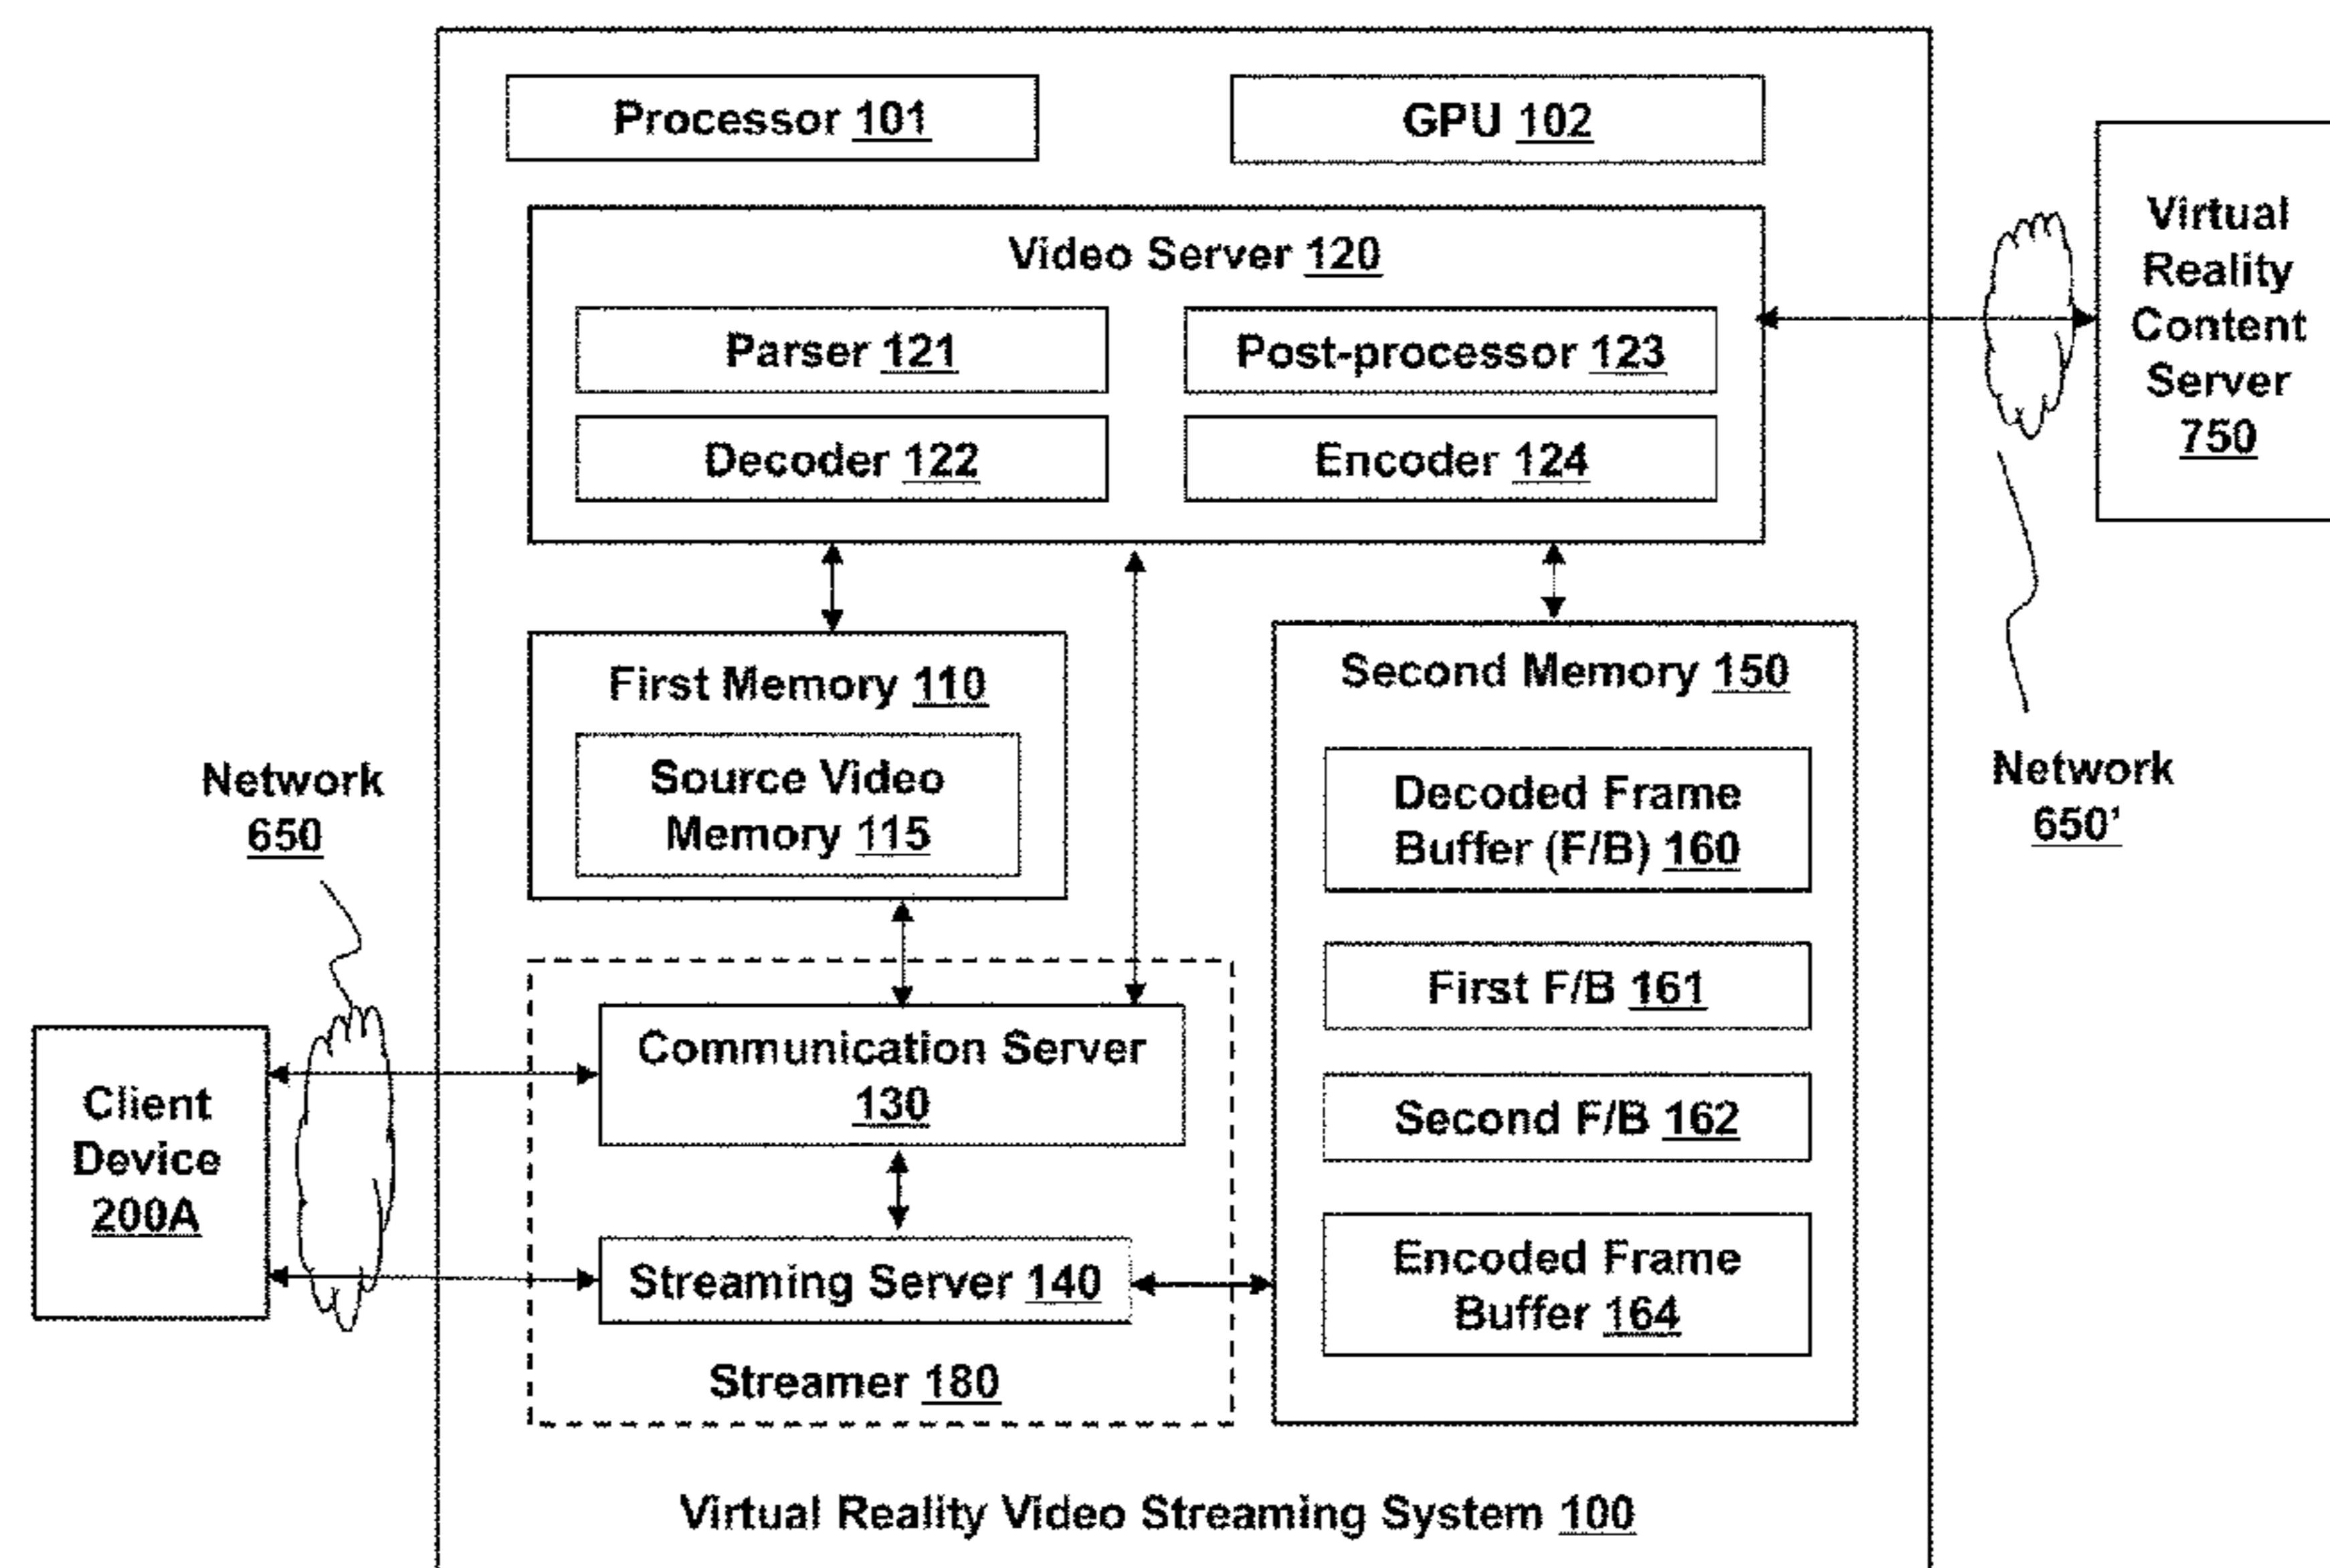 Processor 101
GPU 102
Video Server 120
Parser 121
Post-processor 123
Decoder 122
Encoder 124
Virtual
Reality
Content
Server
750
First Memory 110
Source Video
Memory 115
Second Memory 150
Decoded Frame
Buffer (F/B) 160
First F/B 161
Second F/B 162
Encoded Frame
Buffer 164
Network
650
Network
650’
Communication Server
130
Client
Device
200A
Streaming Server 140
Streamer 180
Virtual Reality Video Streaming System 100